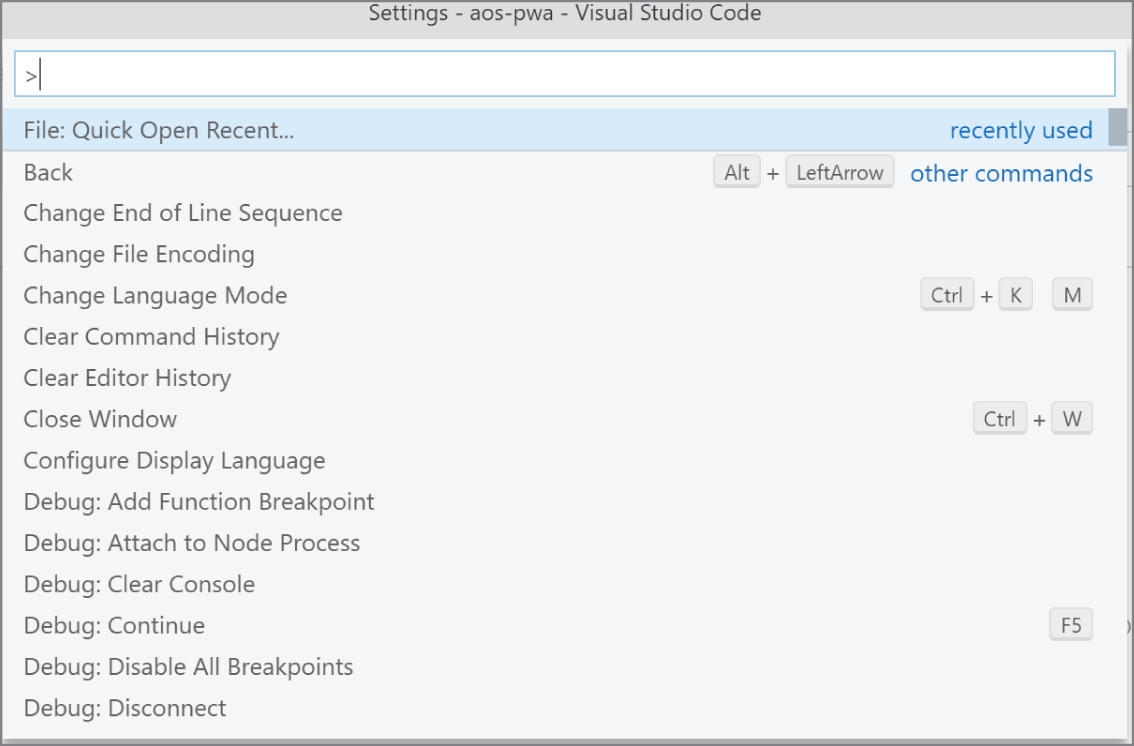 Settings - aos-pwa - Visual Studio Code
>
File: Quick Open Recent... recently used
Back Alt + LeftArrow other commands
Change End of Line Sequence
Change File Encoding
Change Language Mode Ctrl + K M
Clear Command History
Clear Editor History
Close Window Ctrl + W
Configure Display Language
Debug: Add Function Breakpoint
Debug: Attach to Node Process
Debug: Clear Console
Debug: Continue F5
Debug: Disable All Breakpoints
Debug: Disconnect